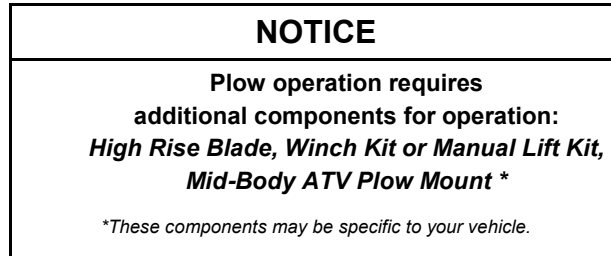 NOTICE
Plow operation requires
additional components for operation:
High Rise Blade, Winch Kit or Manual Lift Kit,
Mid-Body ATV Plow Mount *
*These components may be specific to your vehicle.